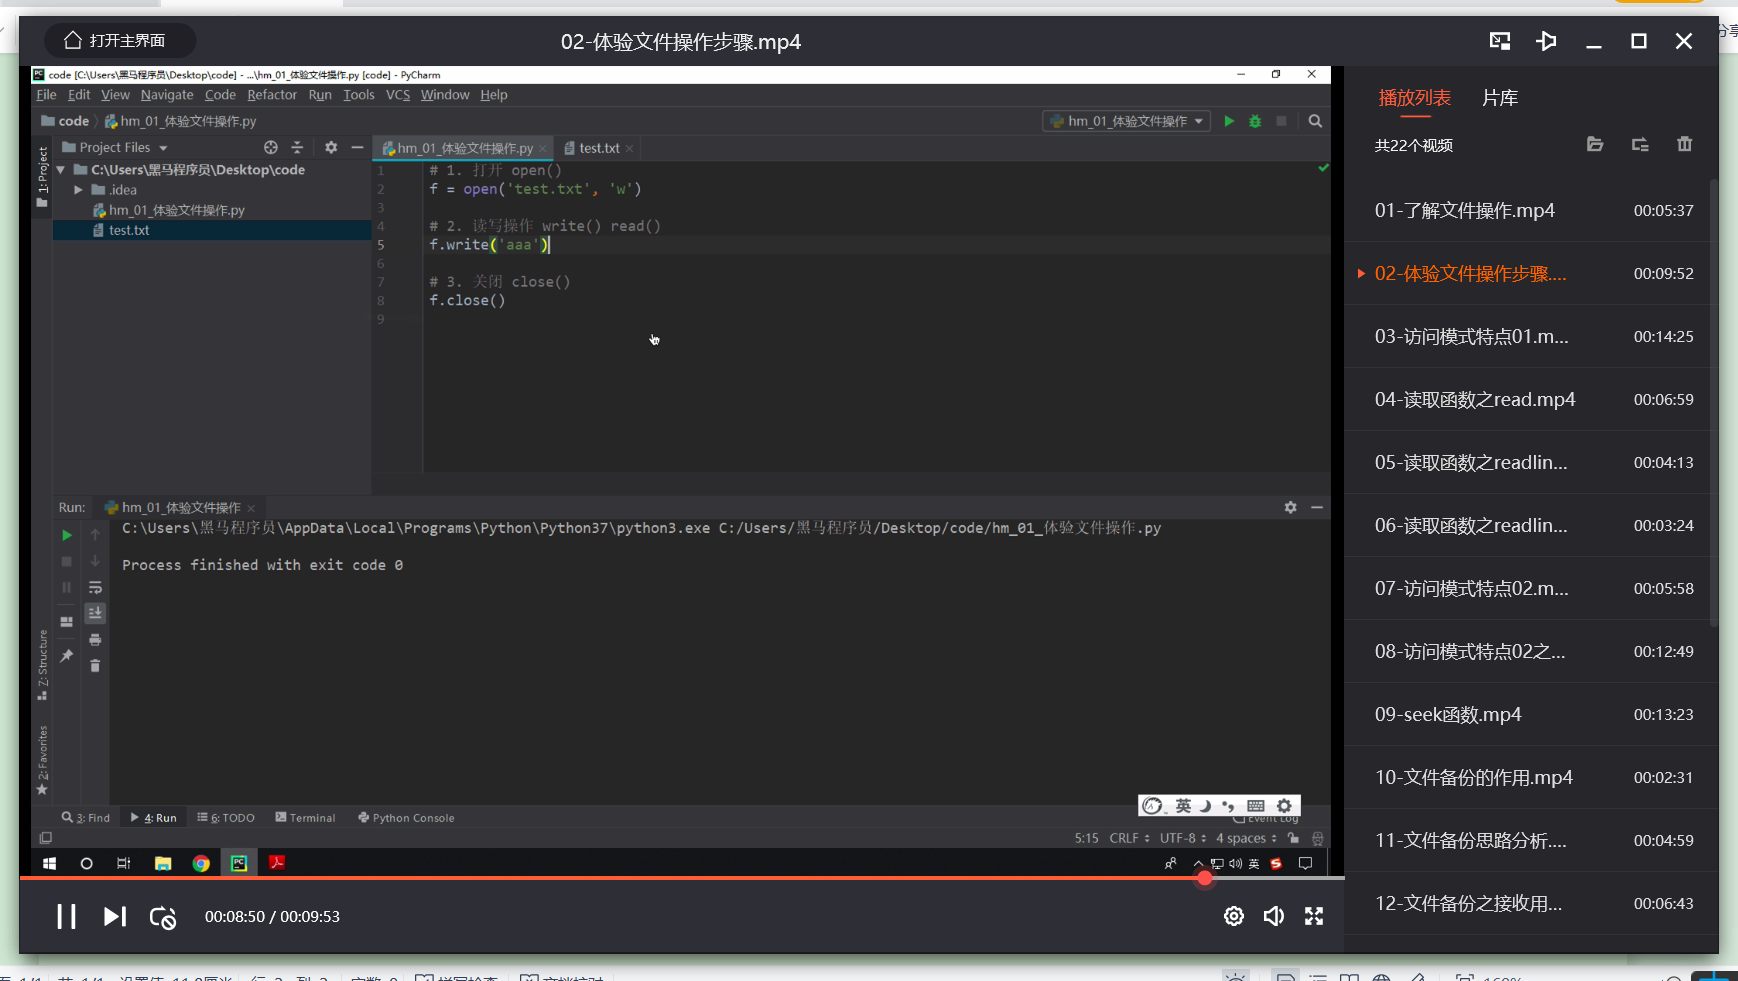 打开主界面
02-体验文件操作步骤.mp4
code [C:\Users\黑马程序员\Desktop\code] - ...\hm_01_体验文件操作.py [code] - PyCharm
File Edit View Navigate Code Refactor Run Tools VCS Window Help
code hm_01_体验文件操作.py
hm_01_体验文件操作
1: Project
Project Files
C:\Users\黑马程序员\Desktop\code
.idea
hm_01_体验文件操作.py
test.txt
hm_01_体验文件操作.py test.txt
1 # 1. 打开 open()
2 f = open('test.txt', 'w')
3
4 # 2. 读写操作 write() read()
5 f.write('aaa')
6
7 # 3. 关闭 close()
8 f.close()
9
Run: hm_01_体验文件操作
C:\Users\黑马程序员\AppData\Local\Programs\Python\Python37\python3.exe C:/Users/黑马程序员/Desktop/code/hm_01_体验文件操作.py
Process finished with exit code 0
Z: Structure
2: Favorites
英
3: Find 4: Run 6: TODO Terminal Python Console Event Log
5:15 CRLF UTF-8 4 spaces
英
00:08:50 / 00:09:53
播放列表 片库
共22个视频
01-了解文件操作.mp4 00:05:37
02-体验文件操作步骤.... 00:09:52
03-访问模式特点01.m... 00:14:25
04-读取函数之read.mp4 00:06:59
05-读取函数之readlin... 00:04:13
06-读取函数之readlin... 00:03:24
07-访问模式特点02.m... 00:05:58
08-访问模式特点02之... 00:12:49
09-seek函数.mp4 00:13:23
10-文件备份的作用.mp4 00:02:31
11-文件备份思路分析.... 00:04:59
12-文件备份之接收用... 00:06:43